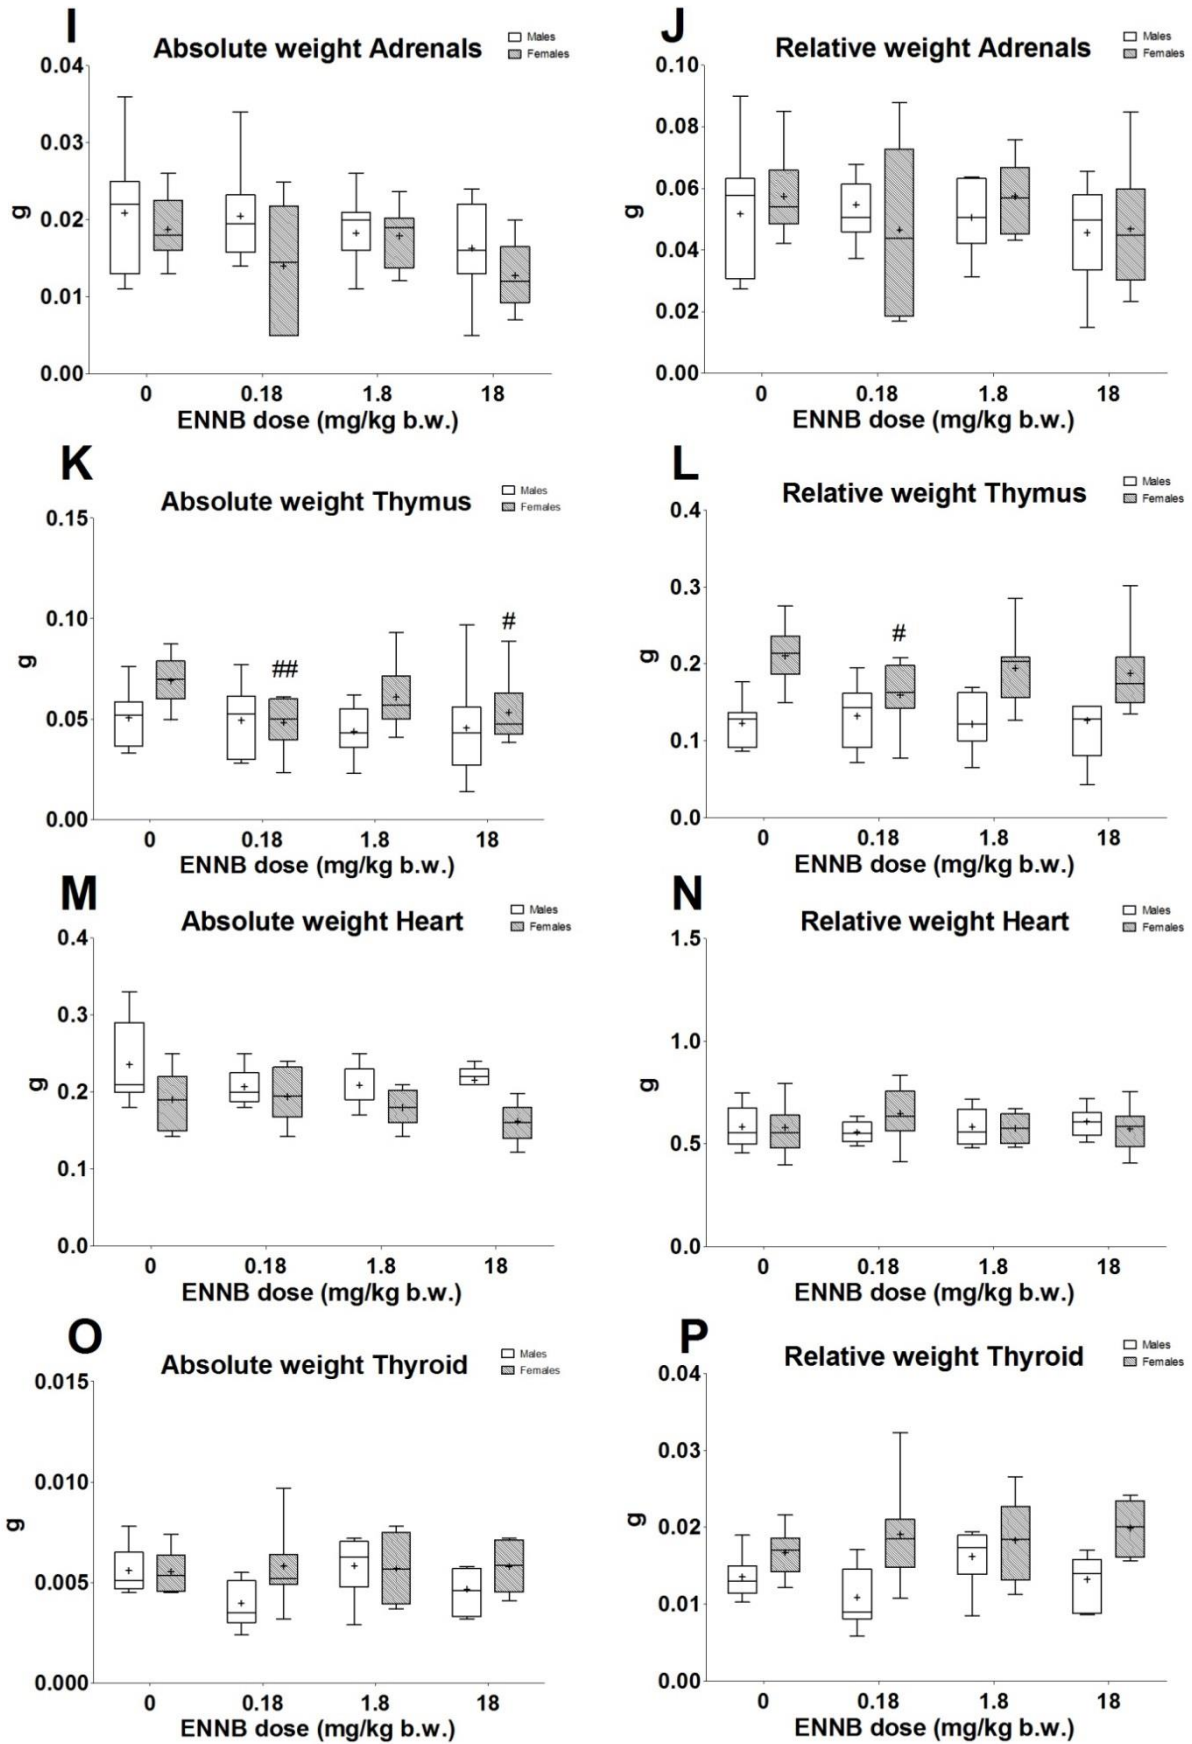 I
Absolute weight Adrenals
Males
Females
0.04
0.03
0.02
0.01
0.00
g
0
0.18
1.8
18
ENNB dose (mg/kg b.w.)
J
Relative weight Adrenals
Males
Females
0.10
0.08
0.06
0.04
0.02
0.00
g
0
0.18
1.8
18
ENNB dose (mg/kg b.w.)
K
Absolute weight Thymus
Males
Females
0.15
0.10
0.05
0.00
g
##
#
0
0.18
1.8
18
ENNB dose (mg/kg b.w.)
L
Relative weight Thymus
Males
Females
0.4
0.3
0.2
0.1
0.0
g
#
0
0.18
1.8
18
ENNB dose (mg/kg b.w.)
M
Absolute weight Heart
Males
Females
0.4
0.3
0.2
0.1
0.0
g
0
0.18
1.8
18
ENNB dose (mg/kg b.w.)
N
Relative weight Heart
Males
Females
1.5
1.0
0.5
0.0
g
0
0.18
1.8
18
ENNB dose (mg/kg b.w.)
O
Absolute weight Thyroid
Males
Females
0.015
0.010
0.005
0.000
g
0
0.18
1.8
18
ENNB dose (mg/kg b.w.)
P
Relative weight Thyroid
Males
Females
0.04
0.03
0.02
0.01
0.00
g
0
0.18
1.8
18
ENNB dose (mg/kg b.w.)